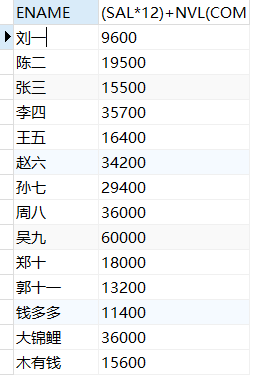 ENAME (SAL*12)+NVL(COM
刘一 9600
陈二 19500
张三 15500
李四 35700
王五 16400
赵六 34200
孙七 29400
周八 36000
吴九 60000
郑十 18000
郭十一 13200
钱多多 11400
大锦鲤 36000
木有钱 15600